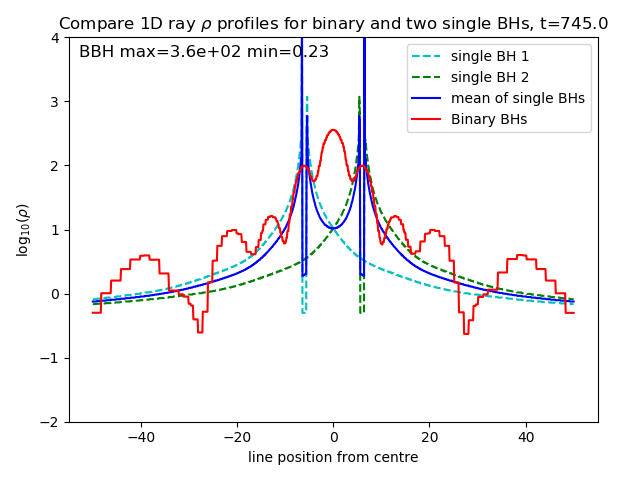 Compare 1D ray ρ profiles for binary and two single BHs, t=745.0
BBH max=3.6e+02 min=0.23
single BH 1
single BH 2
mean of single BHs
Binary BHs
log₁₀(ρ)
4
3
2
1
0
−1
−2
−40
−20
0
20
40
line position from centre